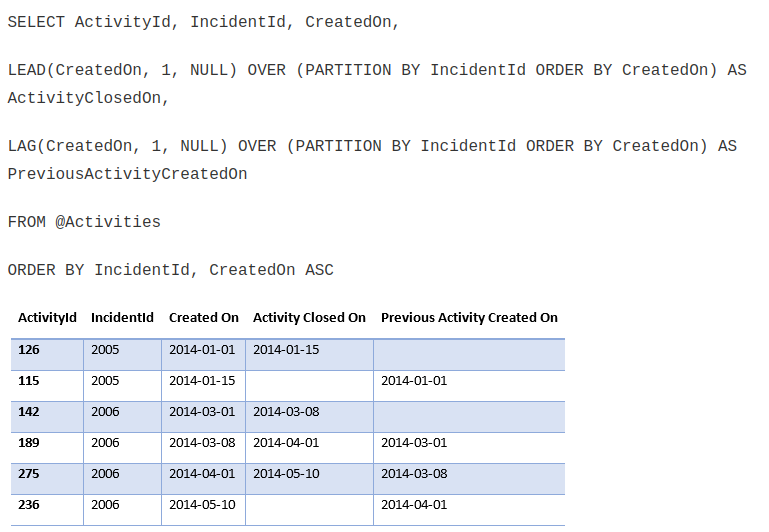 SELECT ActivityId, IncidentId, CreatedOn,
LEAD(CreatedOn, 1, NULL) OVER (PARTITION BY IncidentId ORDER BY CreatedOn) AS
ActivityClosedOn,
LAG(CreatedOn, 1, NULL) OVER (PARTITION BY IncidentId ORDER BY CreatedOn) AS
PreviousActivityCreatedOn
FROM @Activities
ORDER BY IncidentId, CreatedOn ASC
ActivityId IncidentId Created On Activity Closed On Previous Activity Created On
126 2005 2014-01-01 2014-01-15
115 2005 2014-01-15 2014-01-01
142 2006 2014-03-01 2014-03-08
189 2006 2014-03-08 2014-04-01 2014-03-01
275 2006 2014-04-01 2014-05-10 2014-03-08
236 2006 2014-05-10 2014-04-01